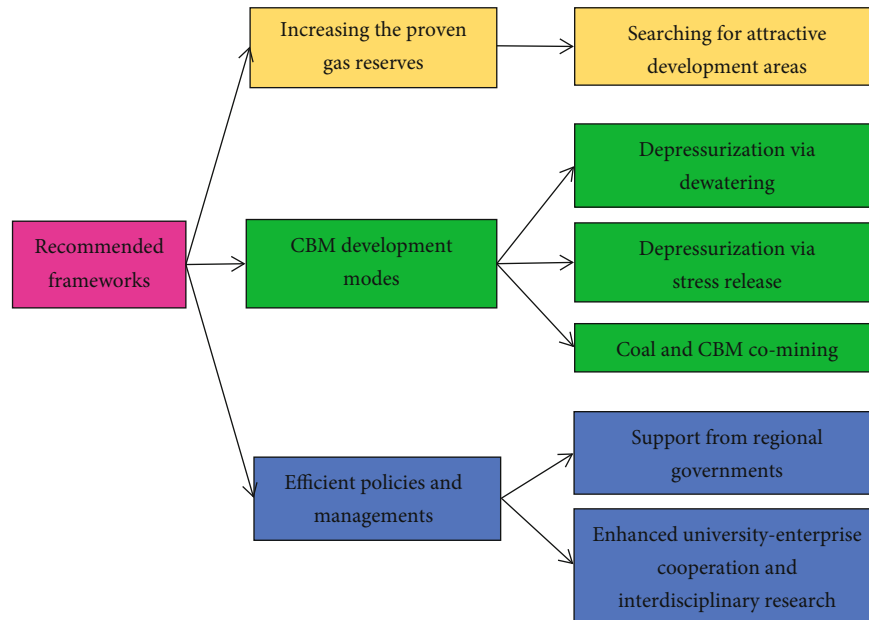 Increasing the proven
gas reserves
Searching for attractive
development areas
Depressurization via
dewatering
Recommended
frameworks
CBM development
modes
Depressurization via
stress release
Coal and CBM co-mining
Efficient policies and
managements
Support from regional
governments
Enhanced university-enterprise
cooperation and
interdisciplinary research